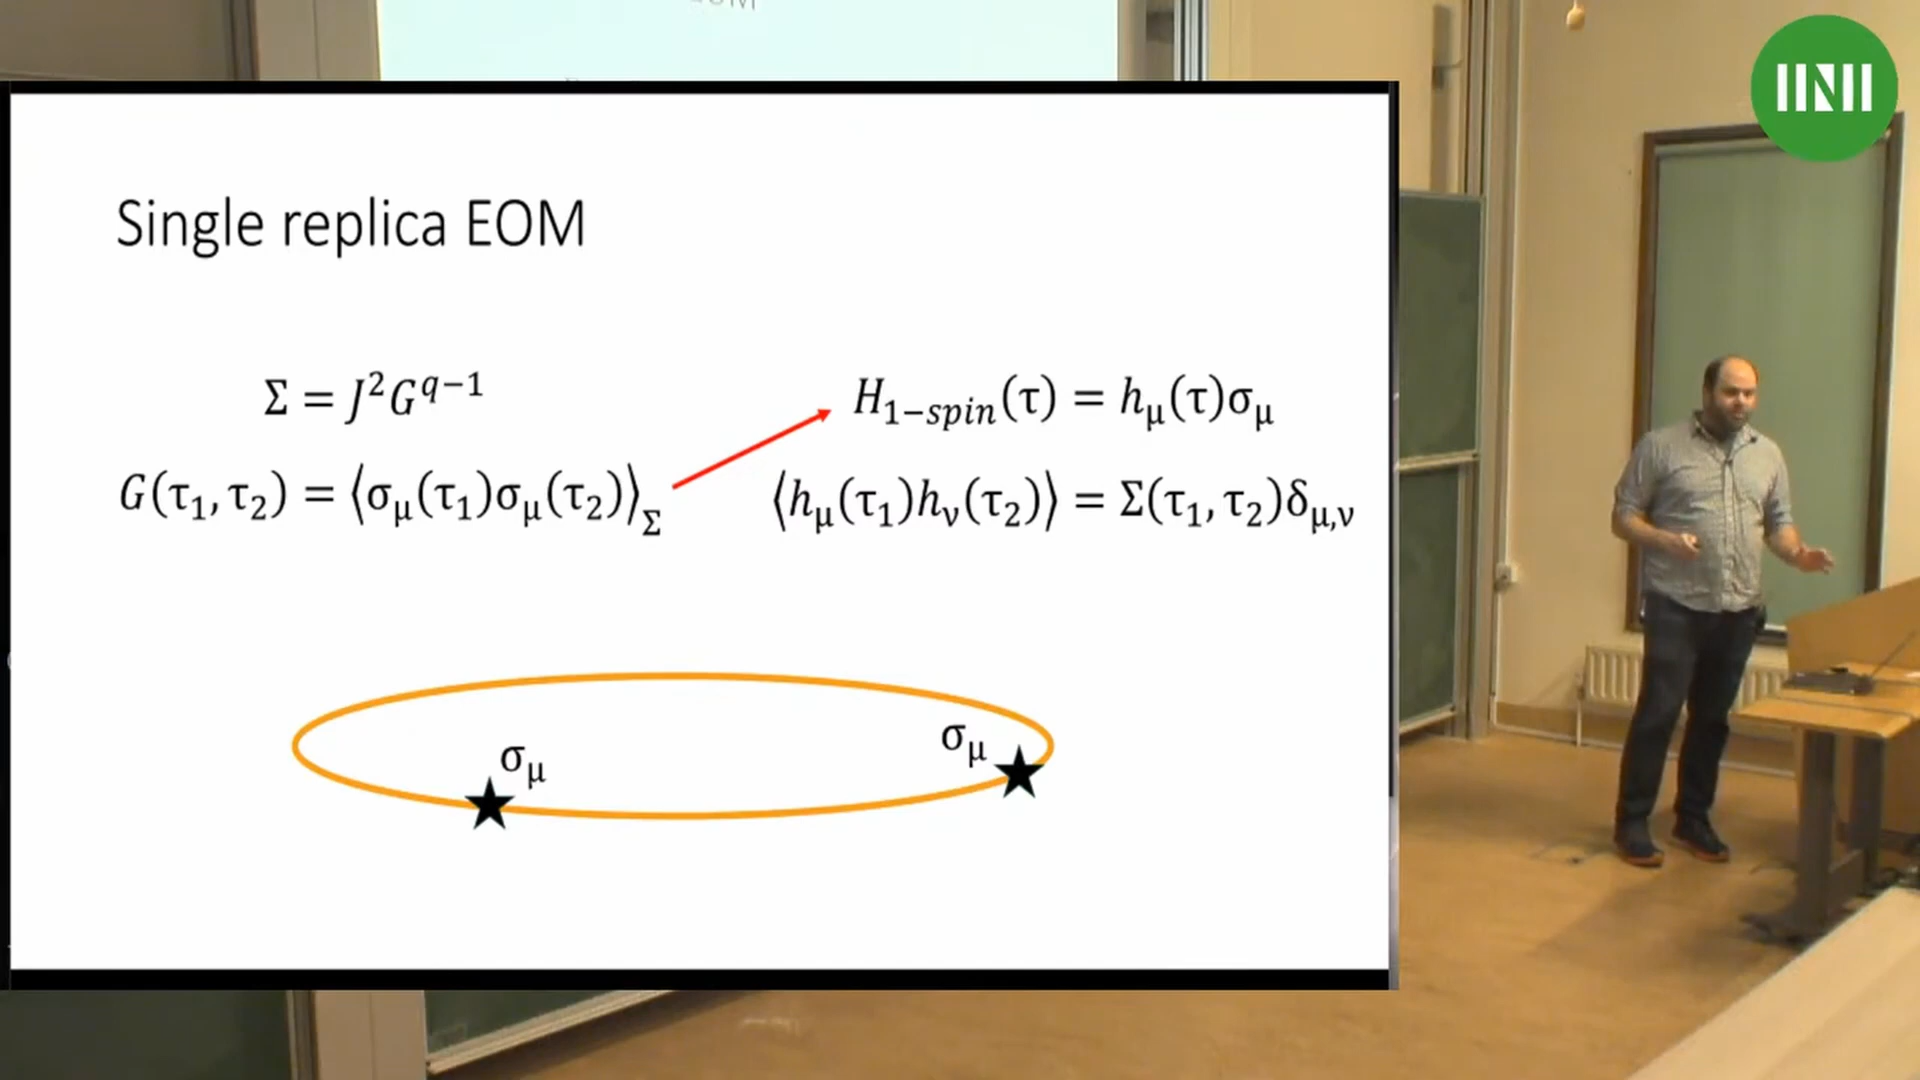 EOM
Single replica EOM
Σ = J²G^{q−1}
H_{1−spin}(τ) = h_μ(τ)σ_μ
G(τ₁, τ₂) = ⟨σ_μ(τ₁)σ_μ(τ₂)⟩_Σ
⟨h_μ(τ₁)h_ν(τ₂)⟩ = Σ(τ₁, τ₂)δ_{μ,ν}
σ_μ
σ_μ